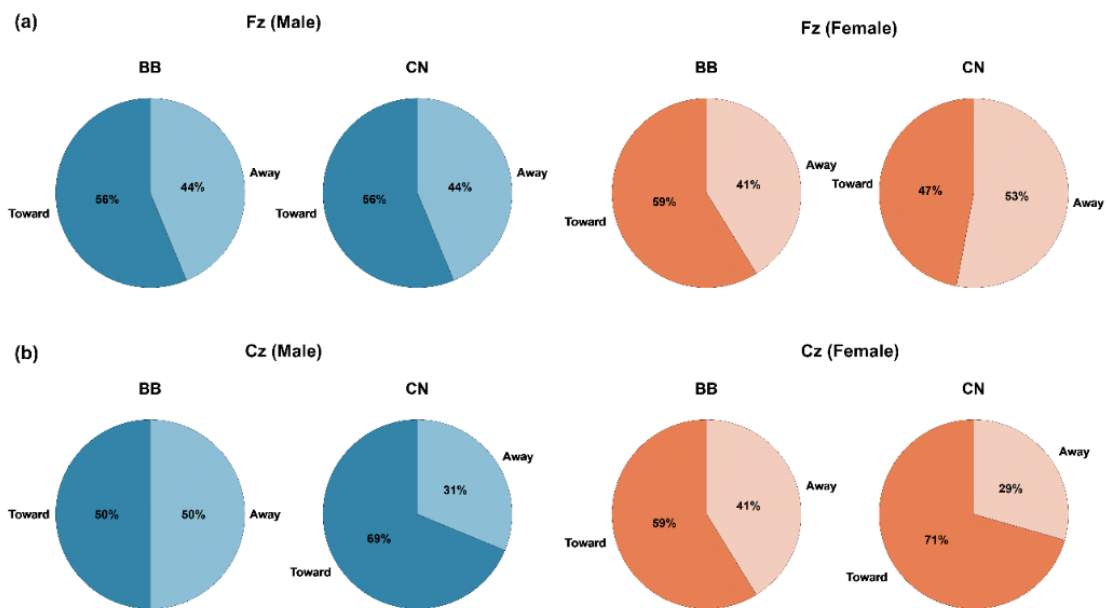 (a)
Fz (Male)
Fz (Female)
BB
CN
BB
CN
Toward
56%
44%
Away
56%
44%
Toward
Away
59%
41%
Toward
Away
47%
53%
Toward
Away
(b)
Cz (Male)
Cz (Female)
BB
CN
BB
CN
Toward
50%
50%
Away
69%
31%
Toward
Away
59%
41%
Toward
Away
71%
29%
Toward
Away